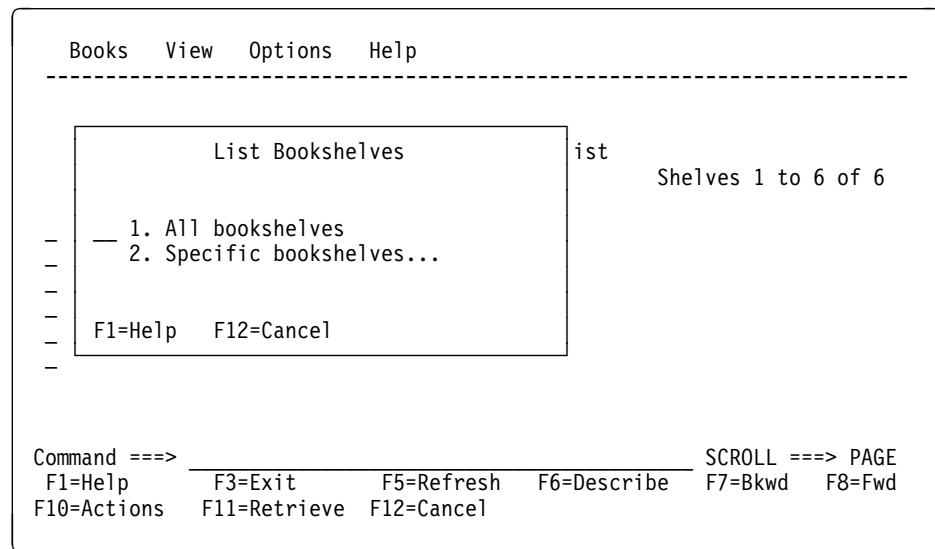 Books View Options Help
------------------------------------------------------------------------
List Bookshelves ist
Shelves 1 to 6 of 6
_ __ 1. All bookshelves
_ 2. Specific bookshelves...
_
_
_ F1=Help F12=Cancel
_
Command ===> __________________________________________ SCROLL ===> PAGE
F1=Help F3=Exit F5=Refresh F6=Describe F7=Bkwd F8=Fwd
F10=Actions F11=Retrieve F12=Cancel